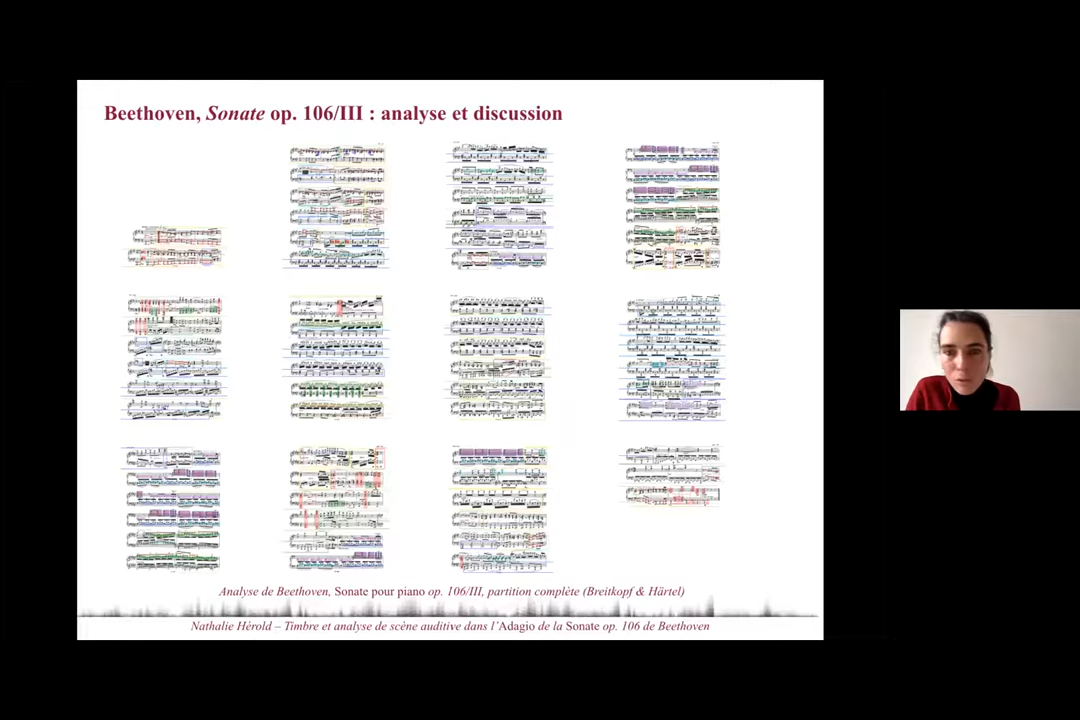 Beethoven, Sonate op. 106/III : analyse et discussion
Analyse de Beethoven, Sonate pour piano op. 106/III, partition complète (Breitkopf & Härtel)
Nathalie Hérold – Timbre et analyse de scène auditive dans l'Adagio de la Sonate op. 106 de Beethoven